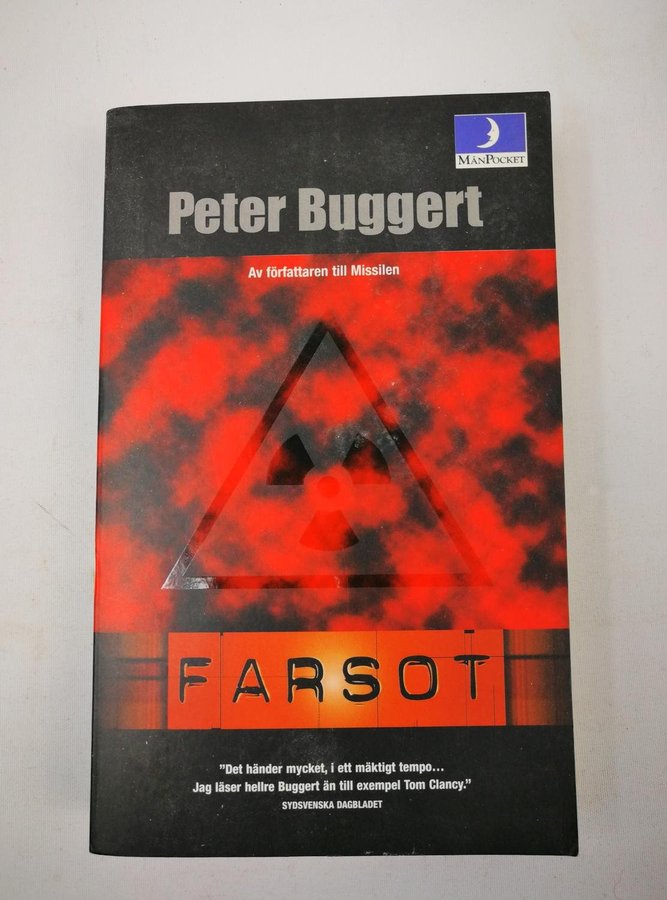 MÅNPOCKET
Peter Buggert
Av författaren till Missilen
FARSOT
”Det händer mycket, i ett mäktigt tempo…
Jag läser hellre Buggert än till exempel Tom Clancy.”
SYDSVENSKA DAGBLADET